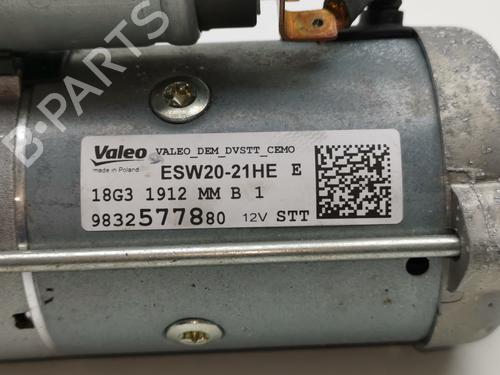 Valeo VALEO_DEM_DVSTT_CEMO
made in Poland
ESW20-21HE E
18G3 1912 MM B 1
9832577880 12V STT
B-PARTS